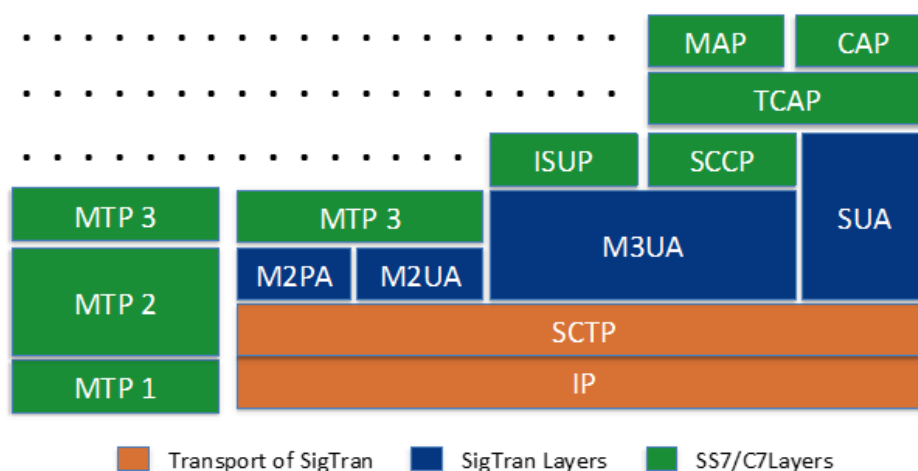 MAP CAP
TCAP
ISUP SCCP
MTP 3 MTP 3 M3UA SUA
M2PA M2UA
MTP 2
SCTP
MTP 1 IP
Transport of SigTran SigTran Layers SS7/C7Layers